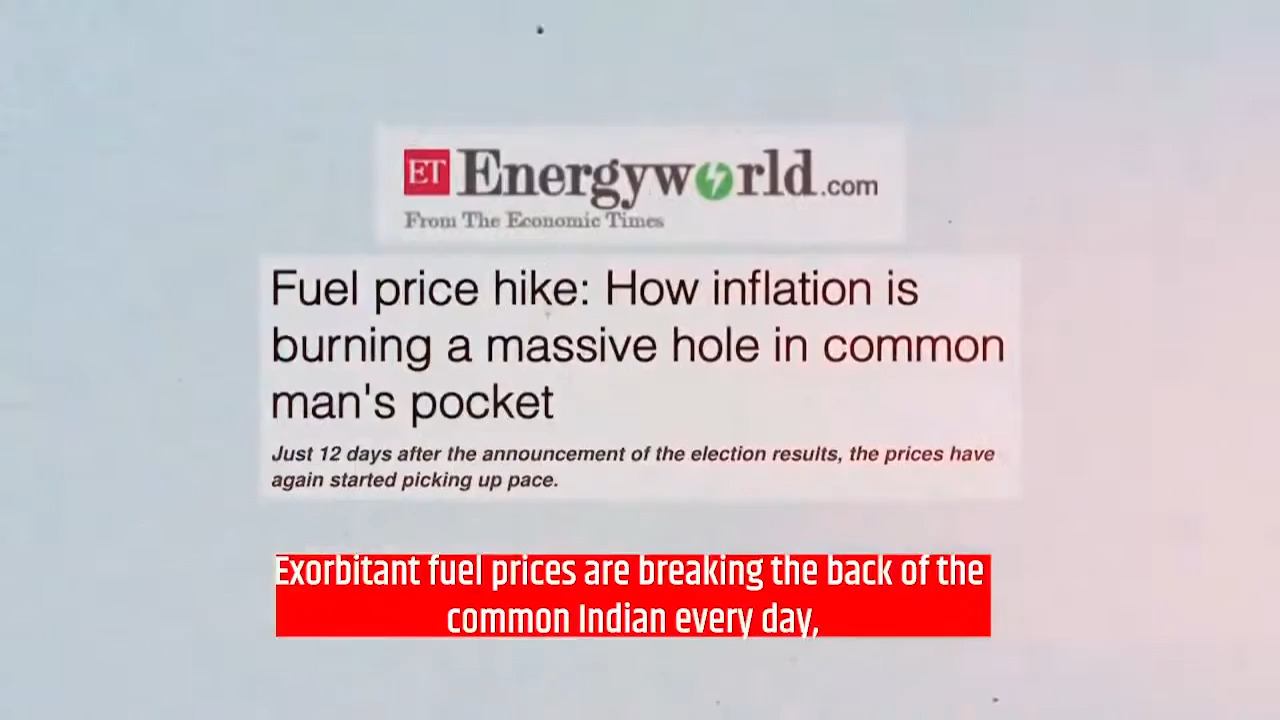 ET Energyworld.com
From The Economic Times
Fuel price hike: How inflation is
burning a massive hole in common
man's pocket
Just 12 days after the announcement of the election results, the prices have
again started picking up pace.
Exorbitant fuel prices are breaking the back of the
common Indian every day,